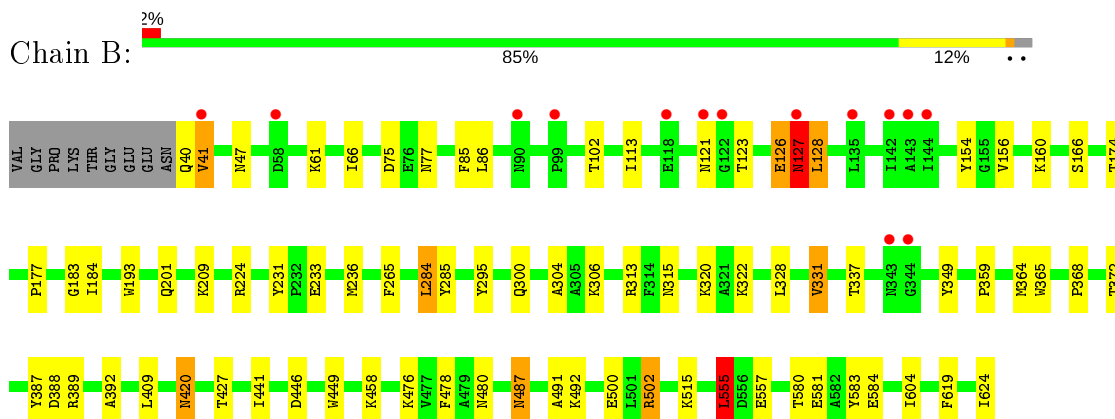 2%
Chain B:
85% 12% • •
VAL GLY PRO LYS THR GLY GLU GLU ASN Q40 V41 N47 D58 K61 I66 D75 E76 N77 F85 L86 N90 P99 T102 I113 E118 N121 G122 T123 E126 N127 L128 L135 I142 A143 I144 Y154 G155 V156 K160 S166 T174
P177 G183 I184 W193 Q201 K209 R224 Y231 P232 E233 M236 F265 L284 Y285 Y295 Q300 A304 A305 K306 R313 F314 N315 K320 A321 K322 L328 V331 T337 N343 G344 Y349 P359 M364 W365 P368 T372
Y387 D388 R389 A392 L409 N420 T427 I441 D446 W449 K458 K476 V477 F478 A479 N480 N487 A491 K492 E500 L501 R502 K515 L555 D556 E557 T580 E581 A582 Y583 E584 I604 F619 I624